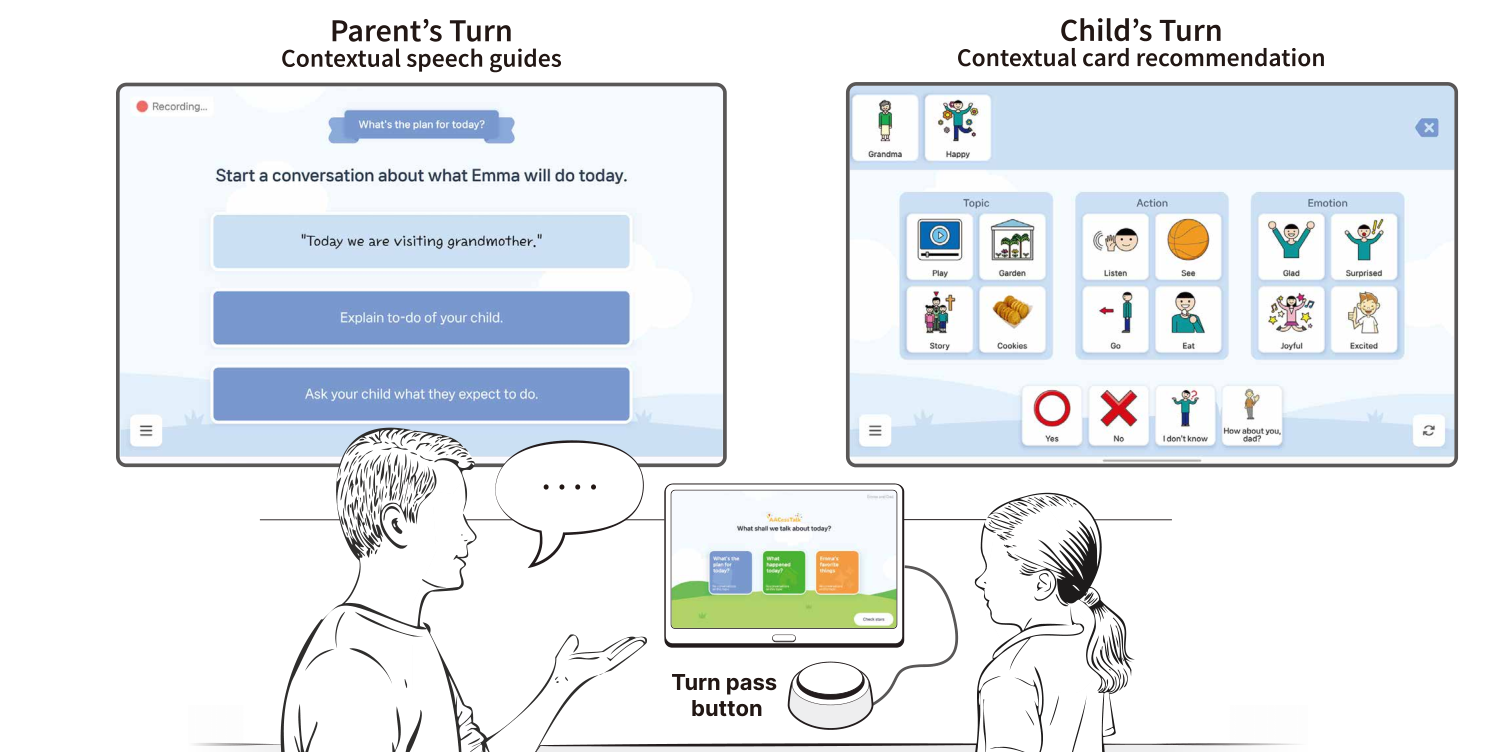 Parent's Turn
Contextual speech guides
Recording...
What's the plan for today?
Start a conversation about what Emma will do today.
"Today we are visiting grandmother."
Explain to-do of your child.
Ask your child what they expect to do.
Child's Turn
Contextual card recommendation
Grandma
Happy
Topic
Action
Emotion
Play
Garden
Listen
See
Glad
Surprised
Story
Cookies
Go
Eat
Joyful
Excited
Yes
No
I don't know
How about you,
dad?
AACessTalk
What shall we talk about today?
What's the
plan for
today?
What
happened
today?
Emma's
favorite
things
Check stars
Turn pass
button